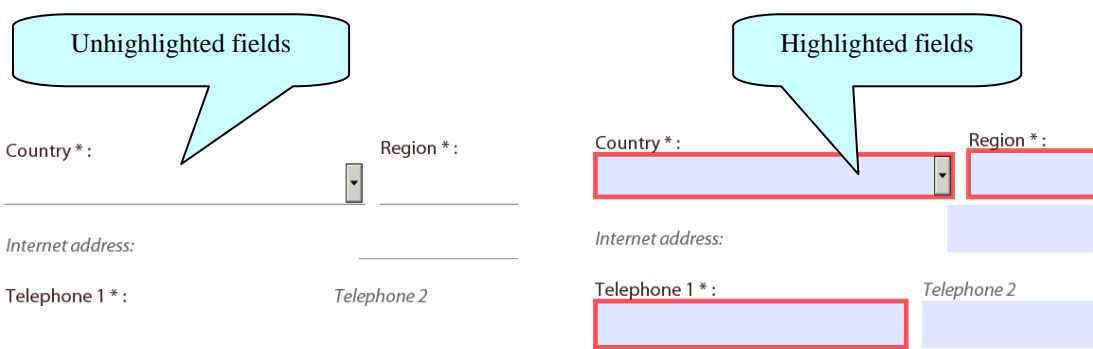 Unhighlighted fields
Highlighted fields
Country * :
Region * :
Country * :
Region * :
Internet address:
Internet address:
Telephone 1 * :
Telephone 2
Telephone 1 * :
Telephone 2